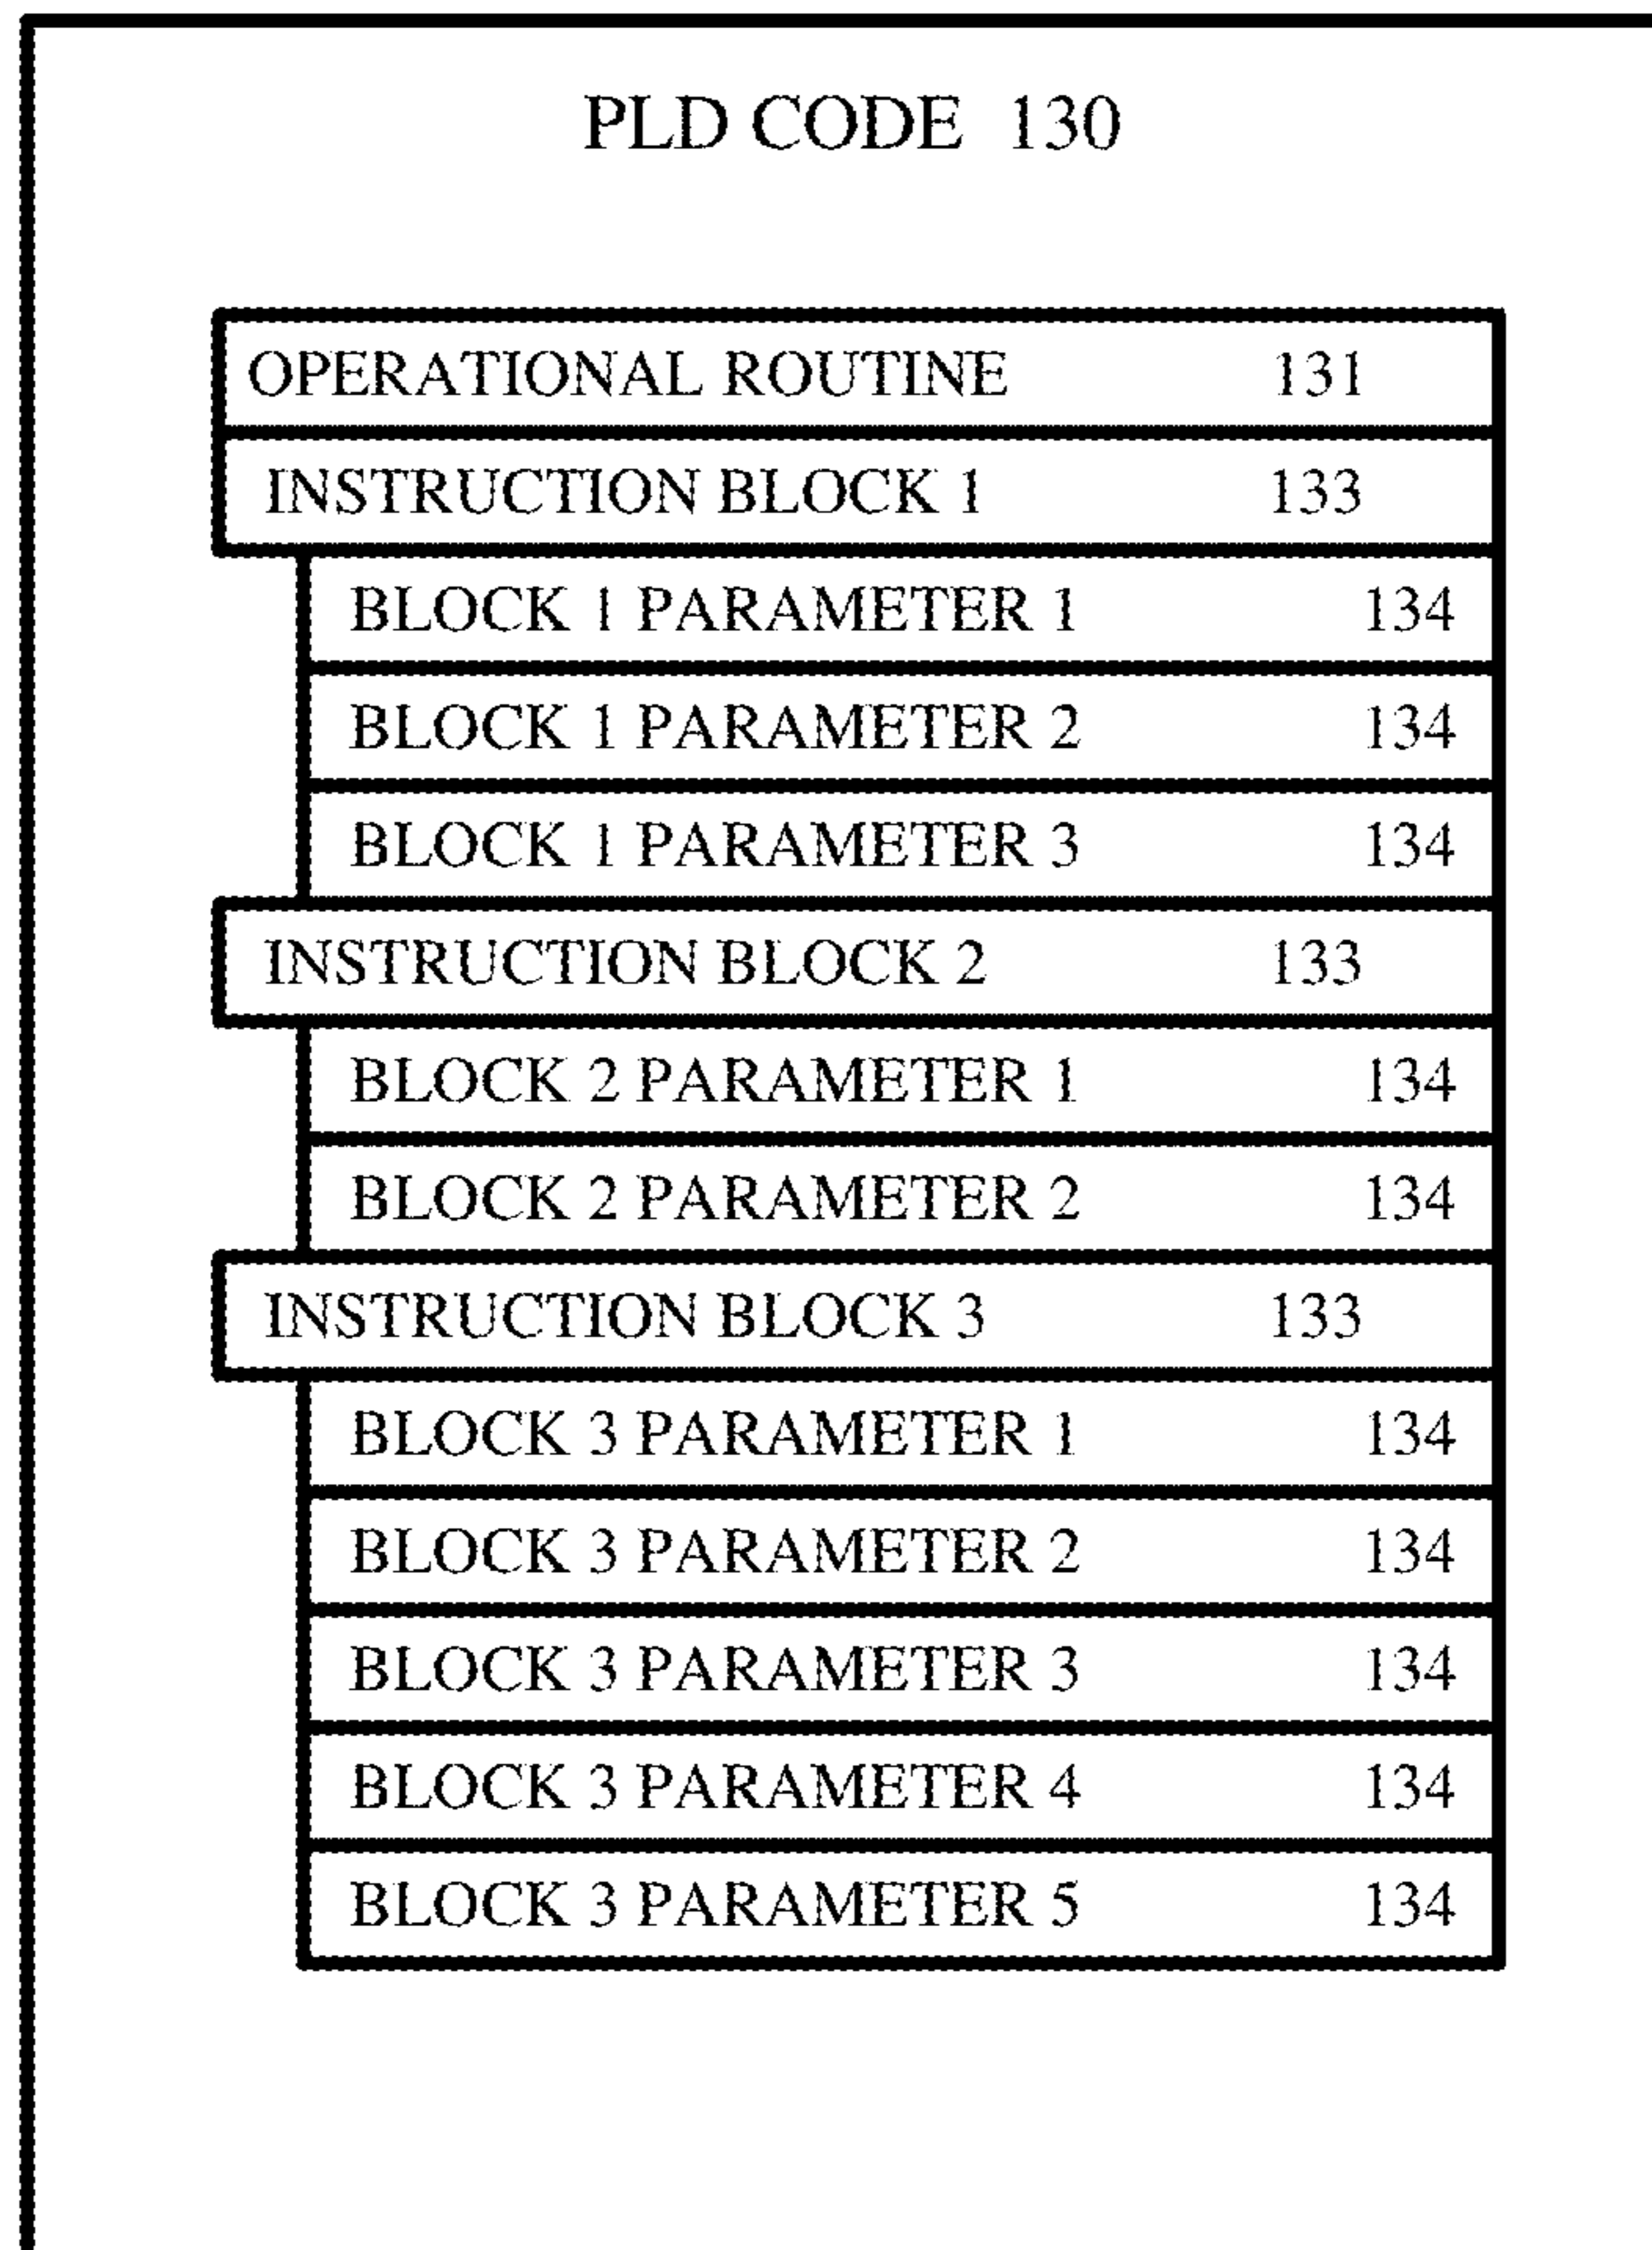 PLD CODE 130
OPERATIONAL ROUTINE 131
INSTRUCTION BLOCK 1 133
BLOCK 1 PARAMETER 1 134
BLOCK 1 PARAMETER 2 134
BLOCK 1 PARAMETER 3 134
INSTRUCTION BLOCK 2 133
BLOCK 2 PARAMETER 1 134
BLOCK 2 PARAMETER 2 134
INSTRUCTION BLOCK 3 133
BLOCK 3 PARAMETER 1 134
BLOCK 3 PARAMETER 2 134
BLOCK 3 PARAMETER 3 134
BLOCK 3 PARAMETER 4 134
BLOCK 3 PARAMETER 5 134